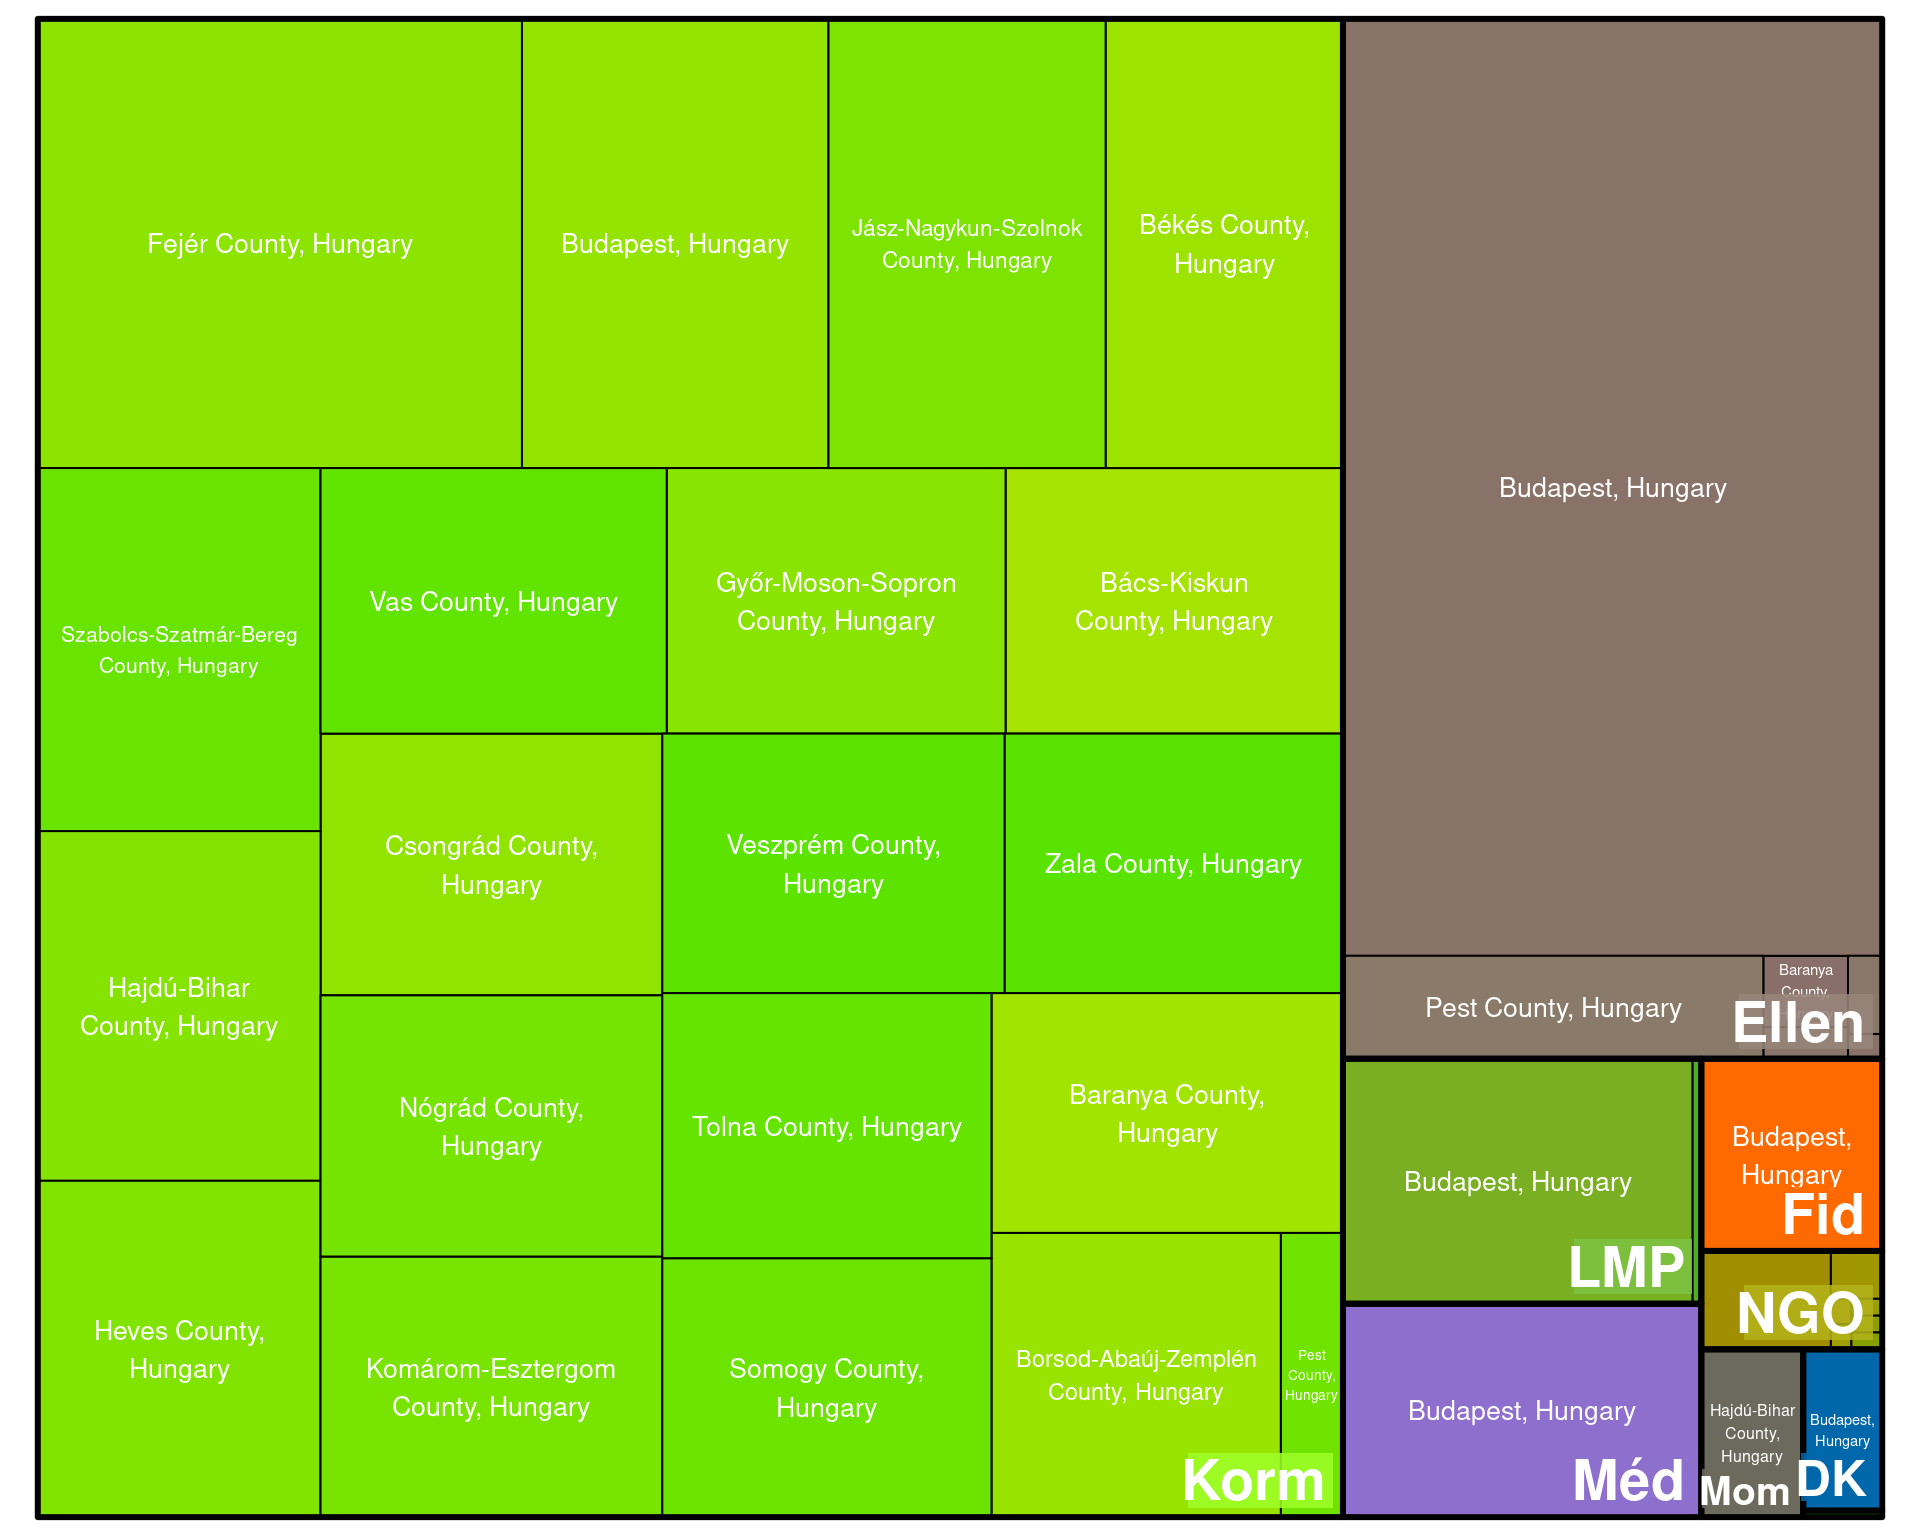 Fejér County, Hungary
Budapest, Hungary
Jász-Nagykun-Szolnok
County, Hungary
Békés County,
Hungary
Szabolcs-Szatmár-Bereg
County, Hungary
Vas County, Hungary
Győr-Moson-Sopron
County, Hungary
Bács-Kiskun
County, Hungary
Hajdú-Bihar
County, Hungary
Csongrád County,
Hungary
Veszprém County,
Hungary
Zala County, Hungary
Heves County,
Hungary
Nógrád County,
Hungary
Komárom-Esztergom
County, Hungary
Tolna County, Hungary
Somogy County,
Hungary
Baranya County,
Hungary
Borsod-Abaúj-Zemplén
County, Hungary
Pest
County,
Hungary
Korm
Budapest, Hungary
Pest County, Hungary
Baranya
County,
Ellen
Budapest, Hungary
LMP
Budapest, Hungary
Méd
Budapest,
Hungary
Fid
NGO
Hajdú-Bihar
County,
Hungary
Mom
Budapest,
Hungary
DK